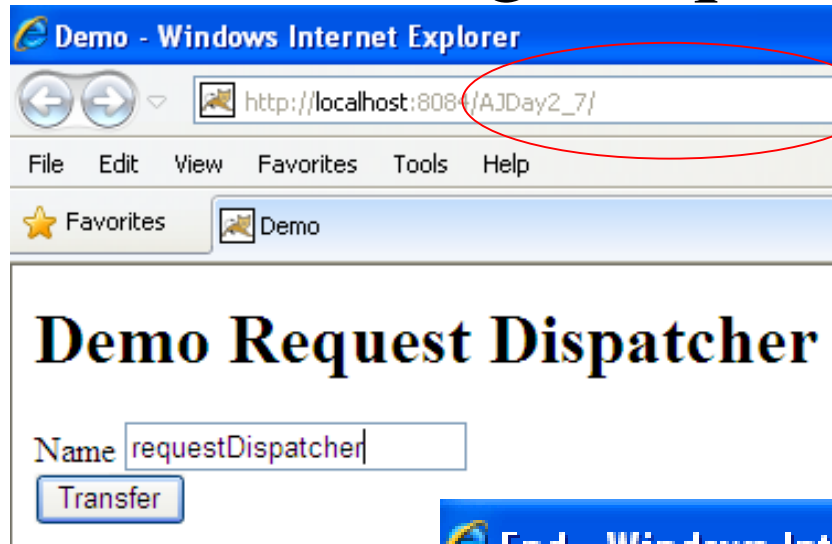 Demo - Windows Internet Explorer
http://localhost:8084/AJDay2_7/
File Edit View Favorites Tools Help
Favorites Demo
Demo Request Dispatcher
Name requestDispatcher
Transfer